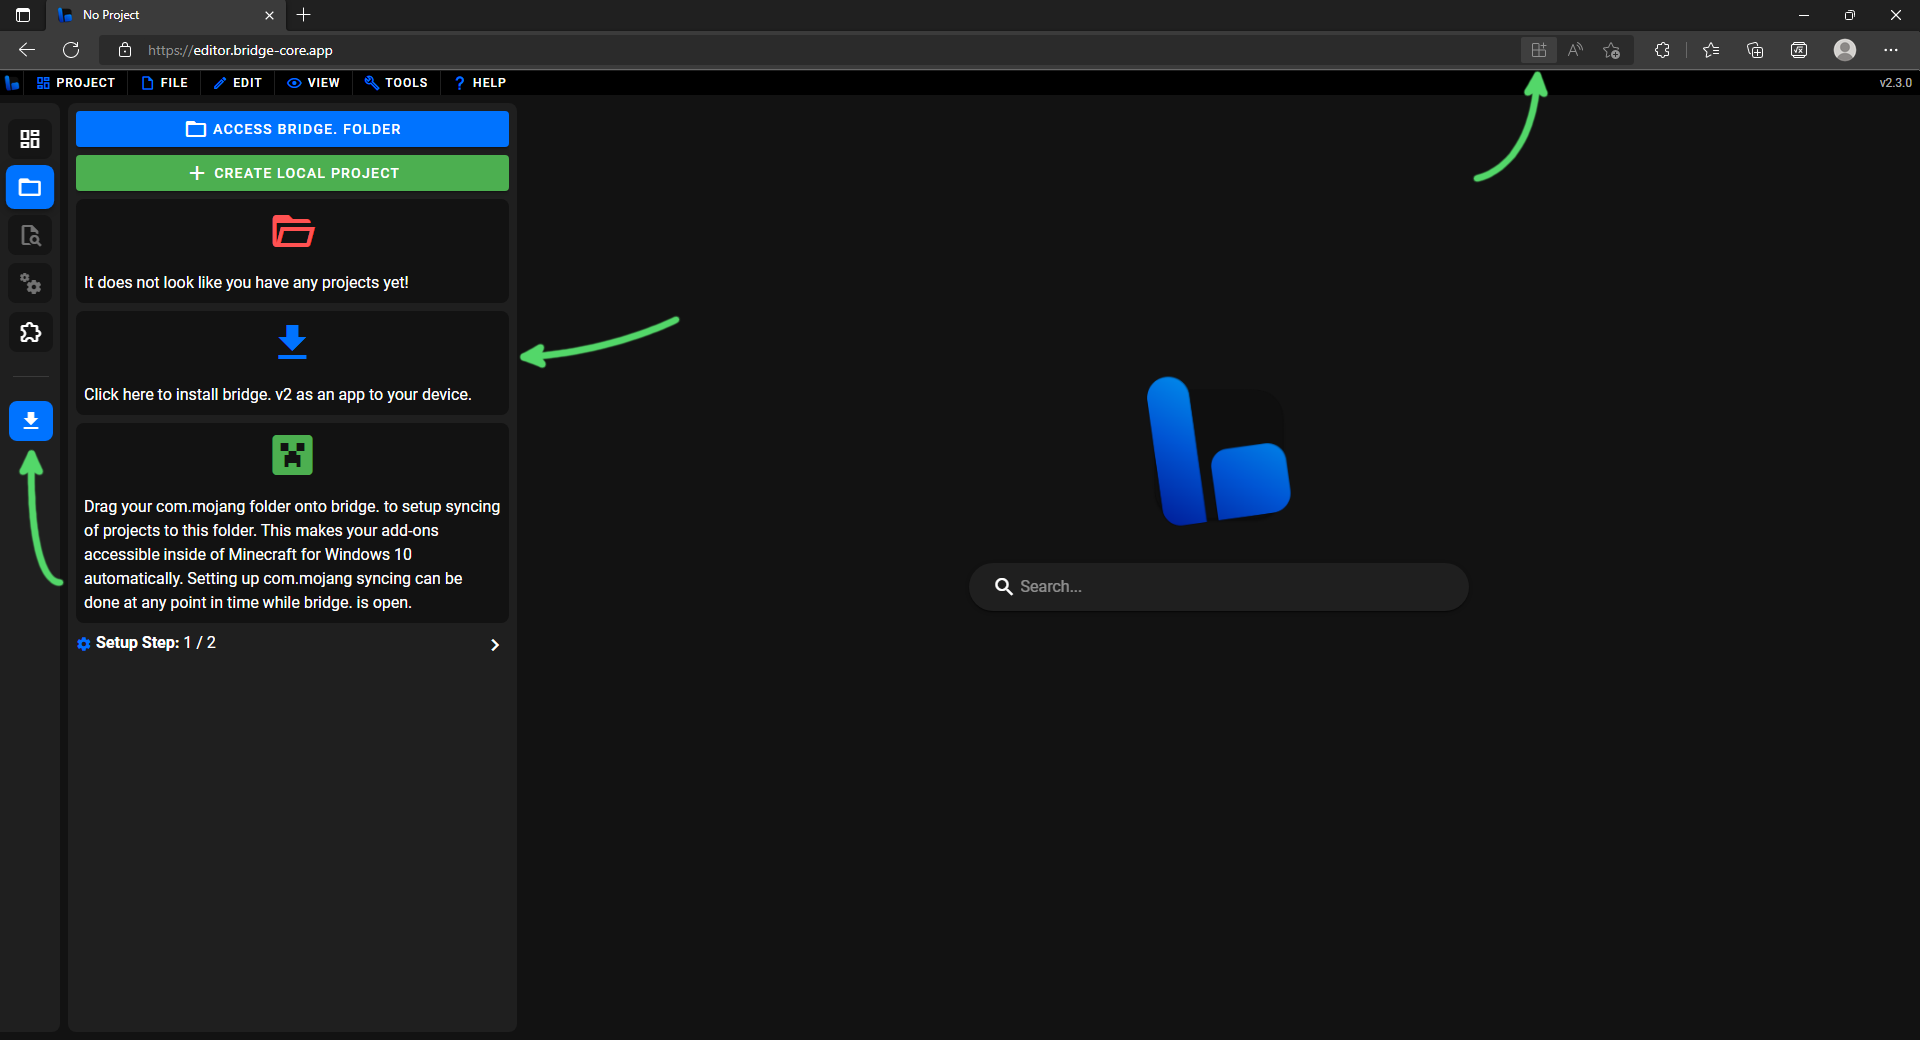 No Project
https://editor.bridge-core.app
PROJECT
FILE
EDIT
VIEW
TOOLS
? HELP
v2.3.0
ACCESS BRIDGE. FOLDER
CREATE LOCAL PROJECT
It does not look like you have any projects yet!
Click here to install bridge. v2 as an app to your device.
Drag your com.mojang folder onto bridge. to setup syncing
of projects to this folder. This makes your add-ons
accessible inside of Minecraft for Windows 10
automatically. Setting up com.mojang syncing can be
done at any point in time while bridge. is open.
Setup Step: 1 / 2
Search...